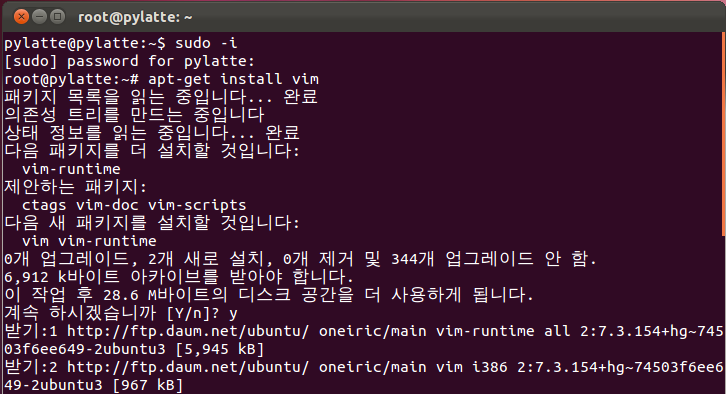 root@pylatte: ~
pylatte@pylatte:~$ sudo -i
[sudo] password for pylatte:
root@pylatte:~# apt-get install vim
패키지 목록을 읽는 중입니다... 완료
의존성 트리를 만드는 중입니다
상태 정보를 읽는 중입니다... 완료
다음 패키지를 더 설치할 것입니다:
  vim-runtime
제안하는 패키지:
  ctags vim-doc vim-scripts
다음 새 패키지를 설치할 것입니다:
  vim vim-runtime
0개 업그레이드, 2개 새로 설치, 0개 제거 및 344개 업그레이드 안 함.
6,912 k바이트 아카이브를 받아야 합니다.
이 작업 후 28.6 M바이트의 디스크 공간을 더 사용하게 됩니다.
계속 하시겠습니까 [Y/n]? y
받기:1 http://ftp.daum.net/ubuntu/ oneiric/main vim-runtime all 2:7.3.154+hg~745
03f6ee649-2ubuntu3 [5,945 kB]
받기:2 http://ftp.daum.net/ubuntu/ oneiric/main vim i386 2:7.3.154+hg~74503f6ee6
49-2ubuntu3 [967 kB]